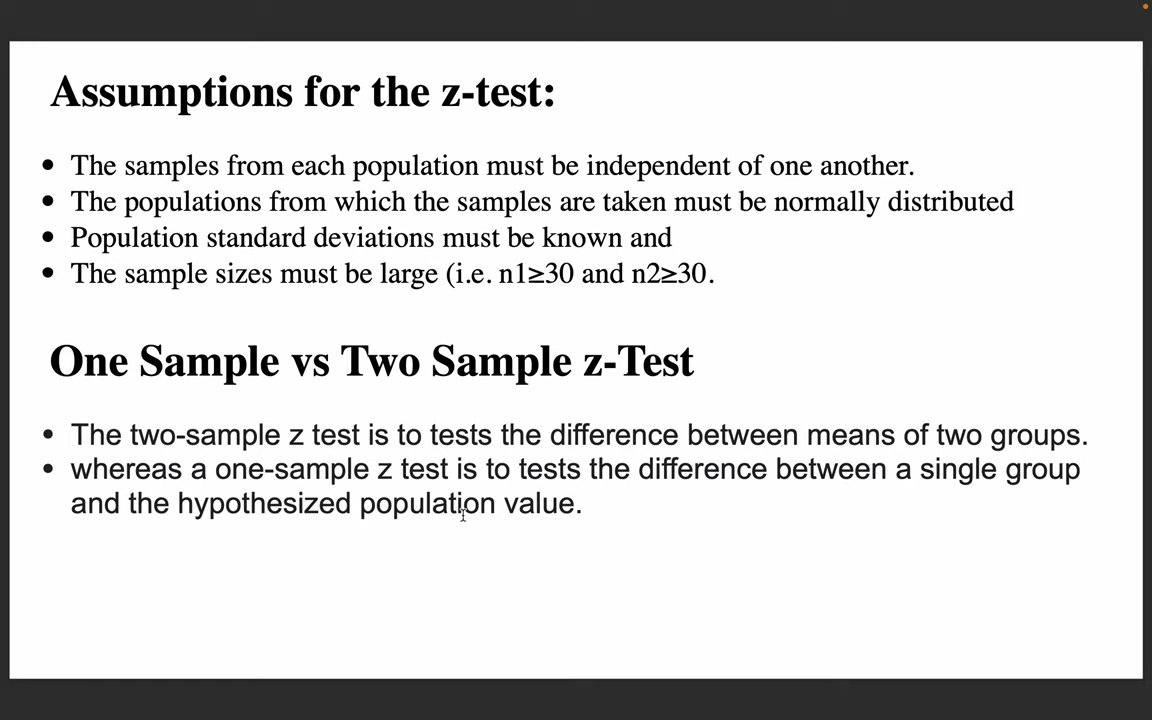 Assumptions for the z-test:
• The samples from each population must be independent of one another.
• The populations from which the samples are taken must be normally distributed
• Population standard deviations must be known and
• The sample sizes must be large (i.e. n1≥30 and n2≥30.
One Sample vs Two Sample z-Test
• The two-sample z test is to tests the difference between means of two groups.
• whereas a one-sample z test is to tests the difference between a single group
and the hypothesized population value.